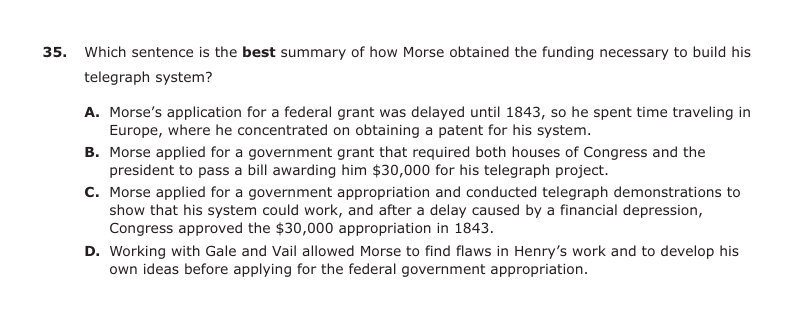 35. Which sentence is the best summary of how Morse obtained the funding necessary to build his
telegraph system?
A. Morse’s application for a federal grant was delayed until 1843, so he spent time traveling in
Europe, where he concentrated on obtaining a patent for his system.
B. Morse applied for a government grant that required both houses of Congress and the
president to pass a bill awarding him $30,000 for his telegraph project.
C. Morse applied for a government appropriation and conducted telegraph demonstrations to
show that his system could work, and after a delay caused by a financial depression,
Congress approved the $30,000 appropriation in 1843.
D. Working with Gale and Vail allowed Morse to find flaws in Henry’s work and to develop his
own ideas before applying for the federal government appropriation.